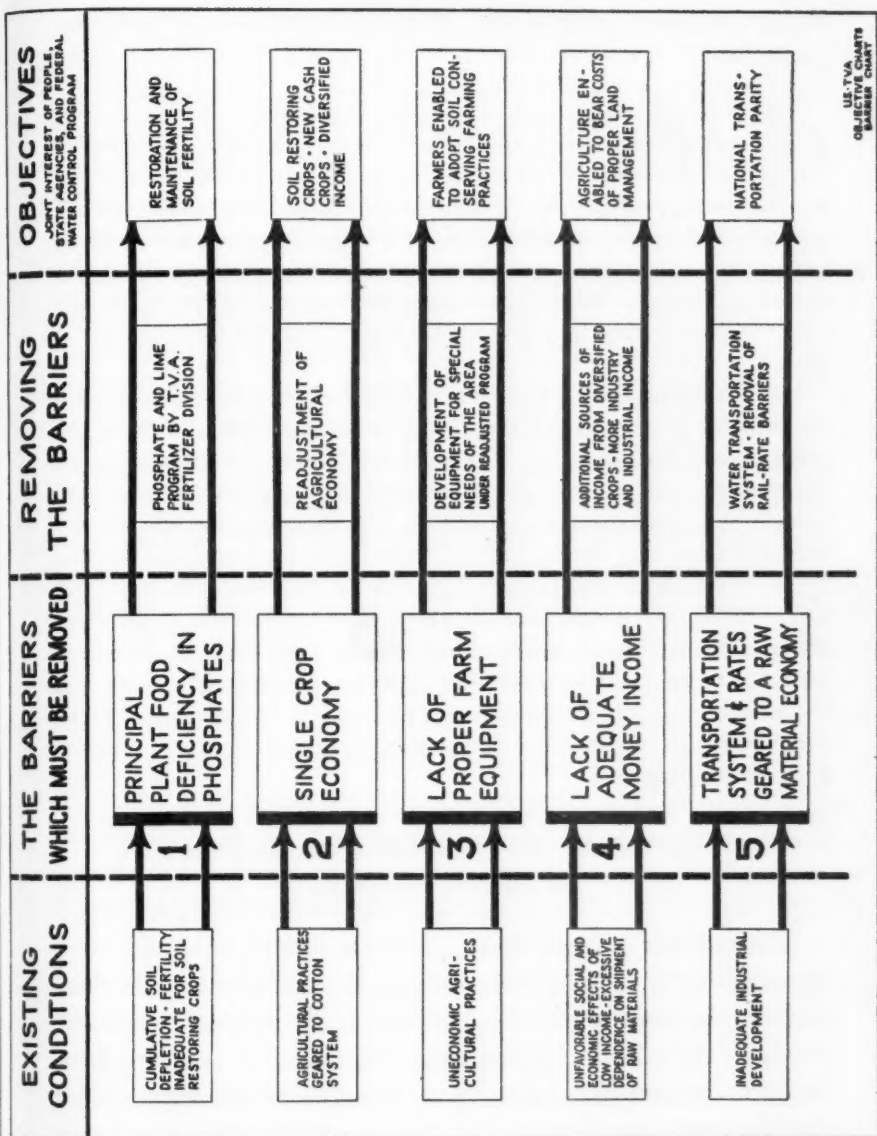 EXISTING
CONDITIONS
THE BARRIERS
WHICH MUST BE REMOVED
REMOVING
THE BARRIERS
OBJECTIVES
JOINT INTEREST OF PEOPLE,
STATE AGENCIES, AND FEDERAL
WATER CONTROL PROGRAM
CUMULATIVE SOIL
DEPLETION - FERTILITY
INADEQUATE FOR SOIL
RESTORING CROPS
1
PRINCIPAL
PLANT FOOD
DEFICIENCY IN
PHOSPHATES
PHOSPHATE AND LIME
PROGRAM BY T.V.A.
FERTILIZER DIVISION
RESTORATION AND
MAINTENANCE OF
SOIL FERTILITY
AGRICULTURAL PRACTICES
GEARED TO COTTON
SYSTEM
2
SINGLE CROP
ECONOMY
READJUSTMENT OF
AGRICULTURAL
ECONOMY
SOIL RESTORING
CROPS - NEW CASH
CROPS - DIVERSIFIED
INCOME
UNECONOMIC AGRI-
CULTURAL PRACTICES
3
LACK OF
PROPER FARM
EQUIPMENT
DEVELOPMENT OF
EQUIPMENT FOR SPECIAL
NEEDS OF THE AREA
UNDER READJUSTED PROGRAM
FARMERS ENABLED
TO ADOPT SOIL CON-
SERVING FARMING
PRACTICES
UNFAVORABLE SOCIAL AND
ECONOMIC EFFECTS OF
LOW INCOME - EXCESSIVE
DEPENDENCE ON SHIPMENT
OF RAW MATERIALS
4
LACK OF
ADEQUATE
MONEY INCOME
ADDITIONAL SOURCES OF
INCOME FROM DIVERSIFIED
CROPS - MORE INDUSTRY
AND INDUSTRIAL INCOME
AGRICULTURE EN-
ABLED TO BEAR COSTS
OF PROPER LAND
MANAGEMENT
INADEQUATE INDUSTRIAL
DEVELOPMENT
5
TRANSPORTATION
SYSTEM & RATES
GEARED TO A RAW
MATERIAL ECONOMY
WATER TRANSPORTATION
SYSTEM - REMOVAL OF
RAIL-RATE BARRIERS
NATIONAL TRANS-
PORTATION PARITY
US-TVA
OBJECTIVE CHARTS
BARRIER CHART